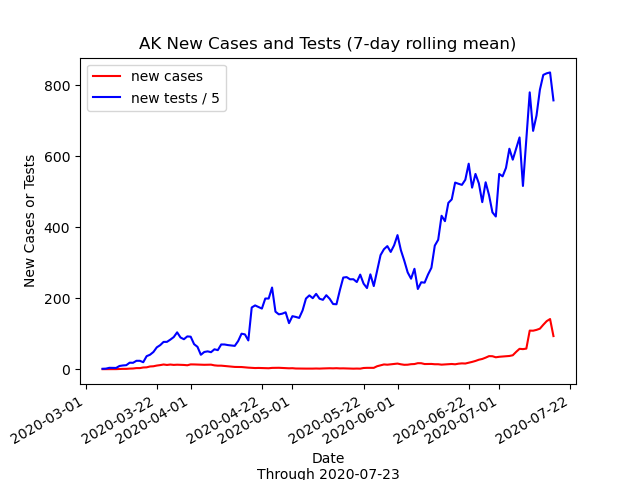 AK New Cases and Tests (7-day rolling mean)
new cases
new tests / 5
New Cases or Tests
800
600
400
200
0
2020-03-01
2020-03-22
2020-04-01
2020-04-22
2020-05-01
2020-05-22
2020-06-01
2020-06-22
2020-07-01
2020-07-22
Date
Through 2020-07-23